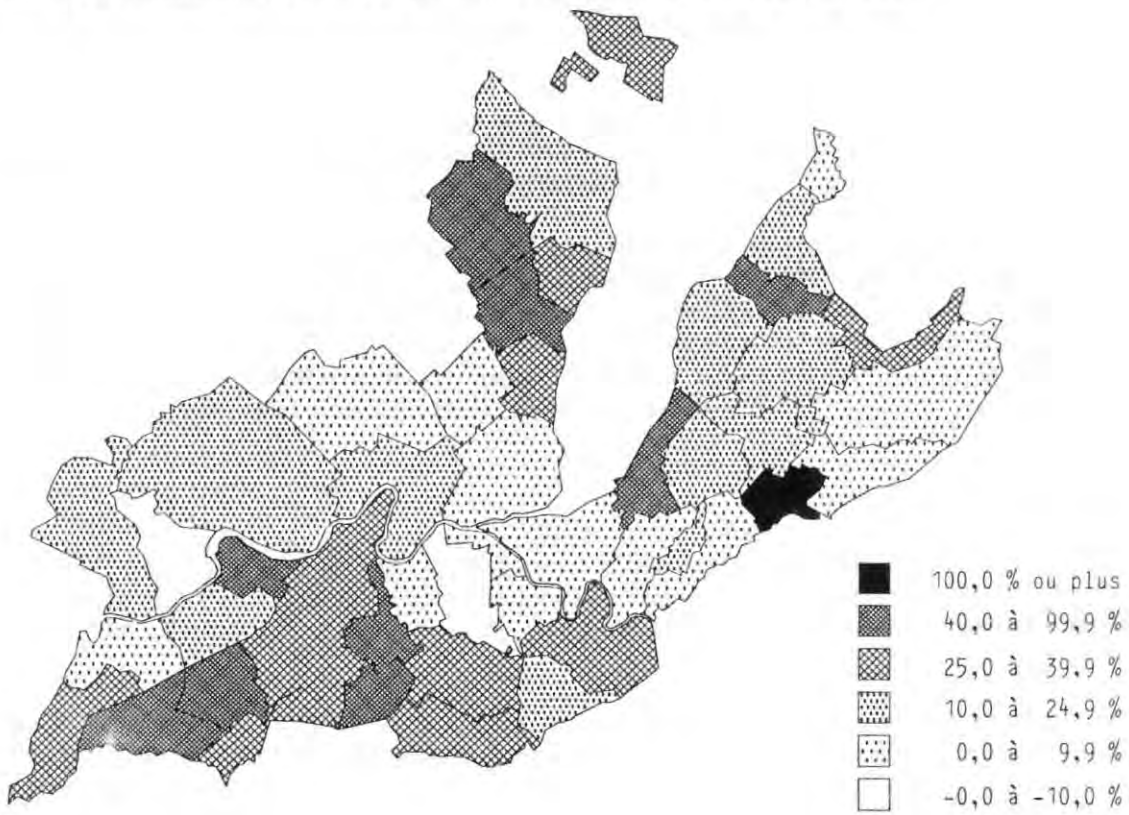 100,0 % ou plus
40,0 à 99,9 %
25,0 à 39,9 %
10,0 à 24,9 %
0,0 à 9,9 %
-0,0 à -10,0 %